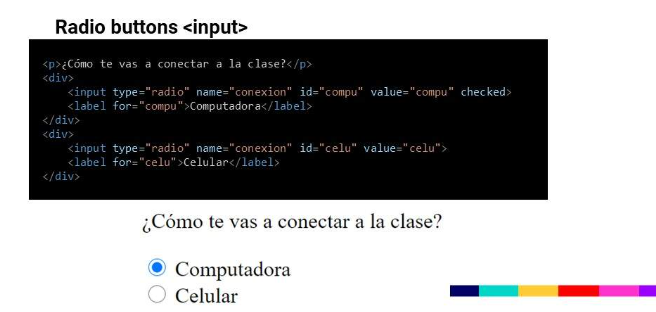 Radio buttons <input>
<p>¿Cómo te vas a conectar a la clase?</p>
<div>
<input type="radio" name="conexion" id="compu" value="compu" checked>
<label for="compu">Computadora</label>
</div>
<div>
<input type="radio" name="conexion" id="celu" value="celu">
<label for="celu">Celular</label>
</div>
¿Cómo te vas a conectar a la clase?
Computadora
Celular